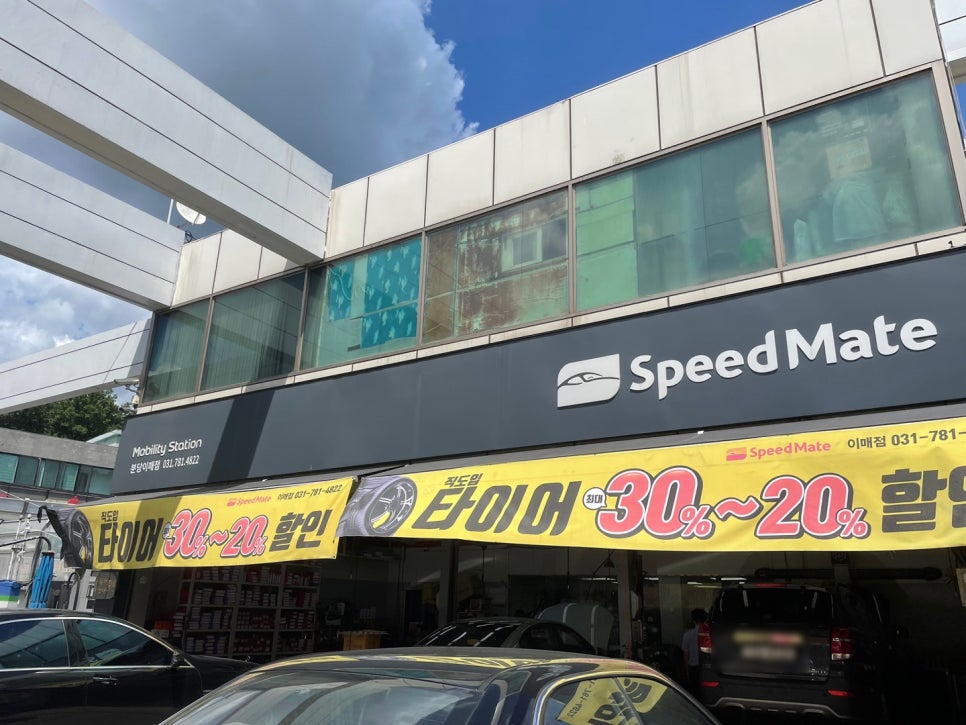 SpeedMate
Mobility Station
분당이매점 031.781.4822
SpeedMate 이매점 031-781-4822
직도입
타이어 최대 30%~20% 할인
SpeedMate 이매점 031-781-
직도입
타이어 최대 30%~20% 할인